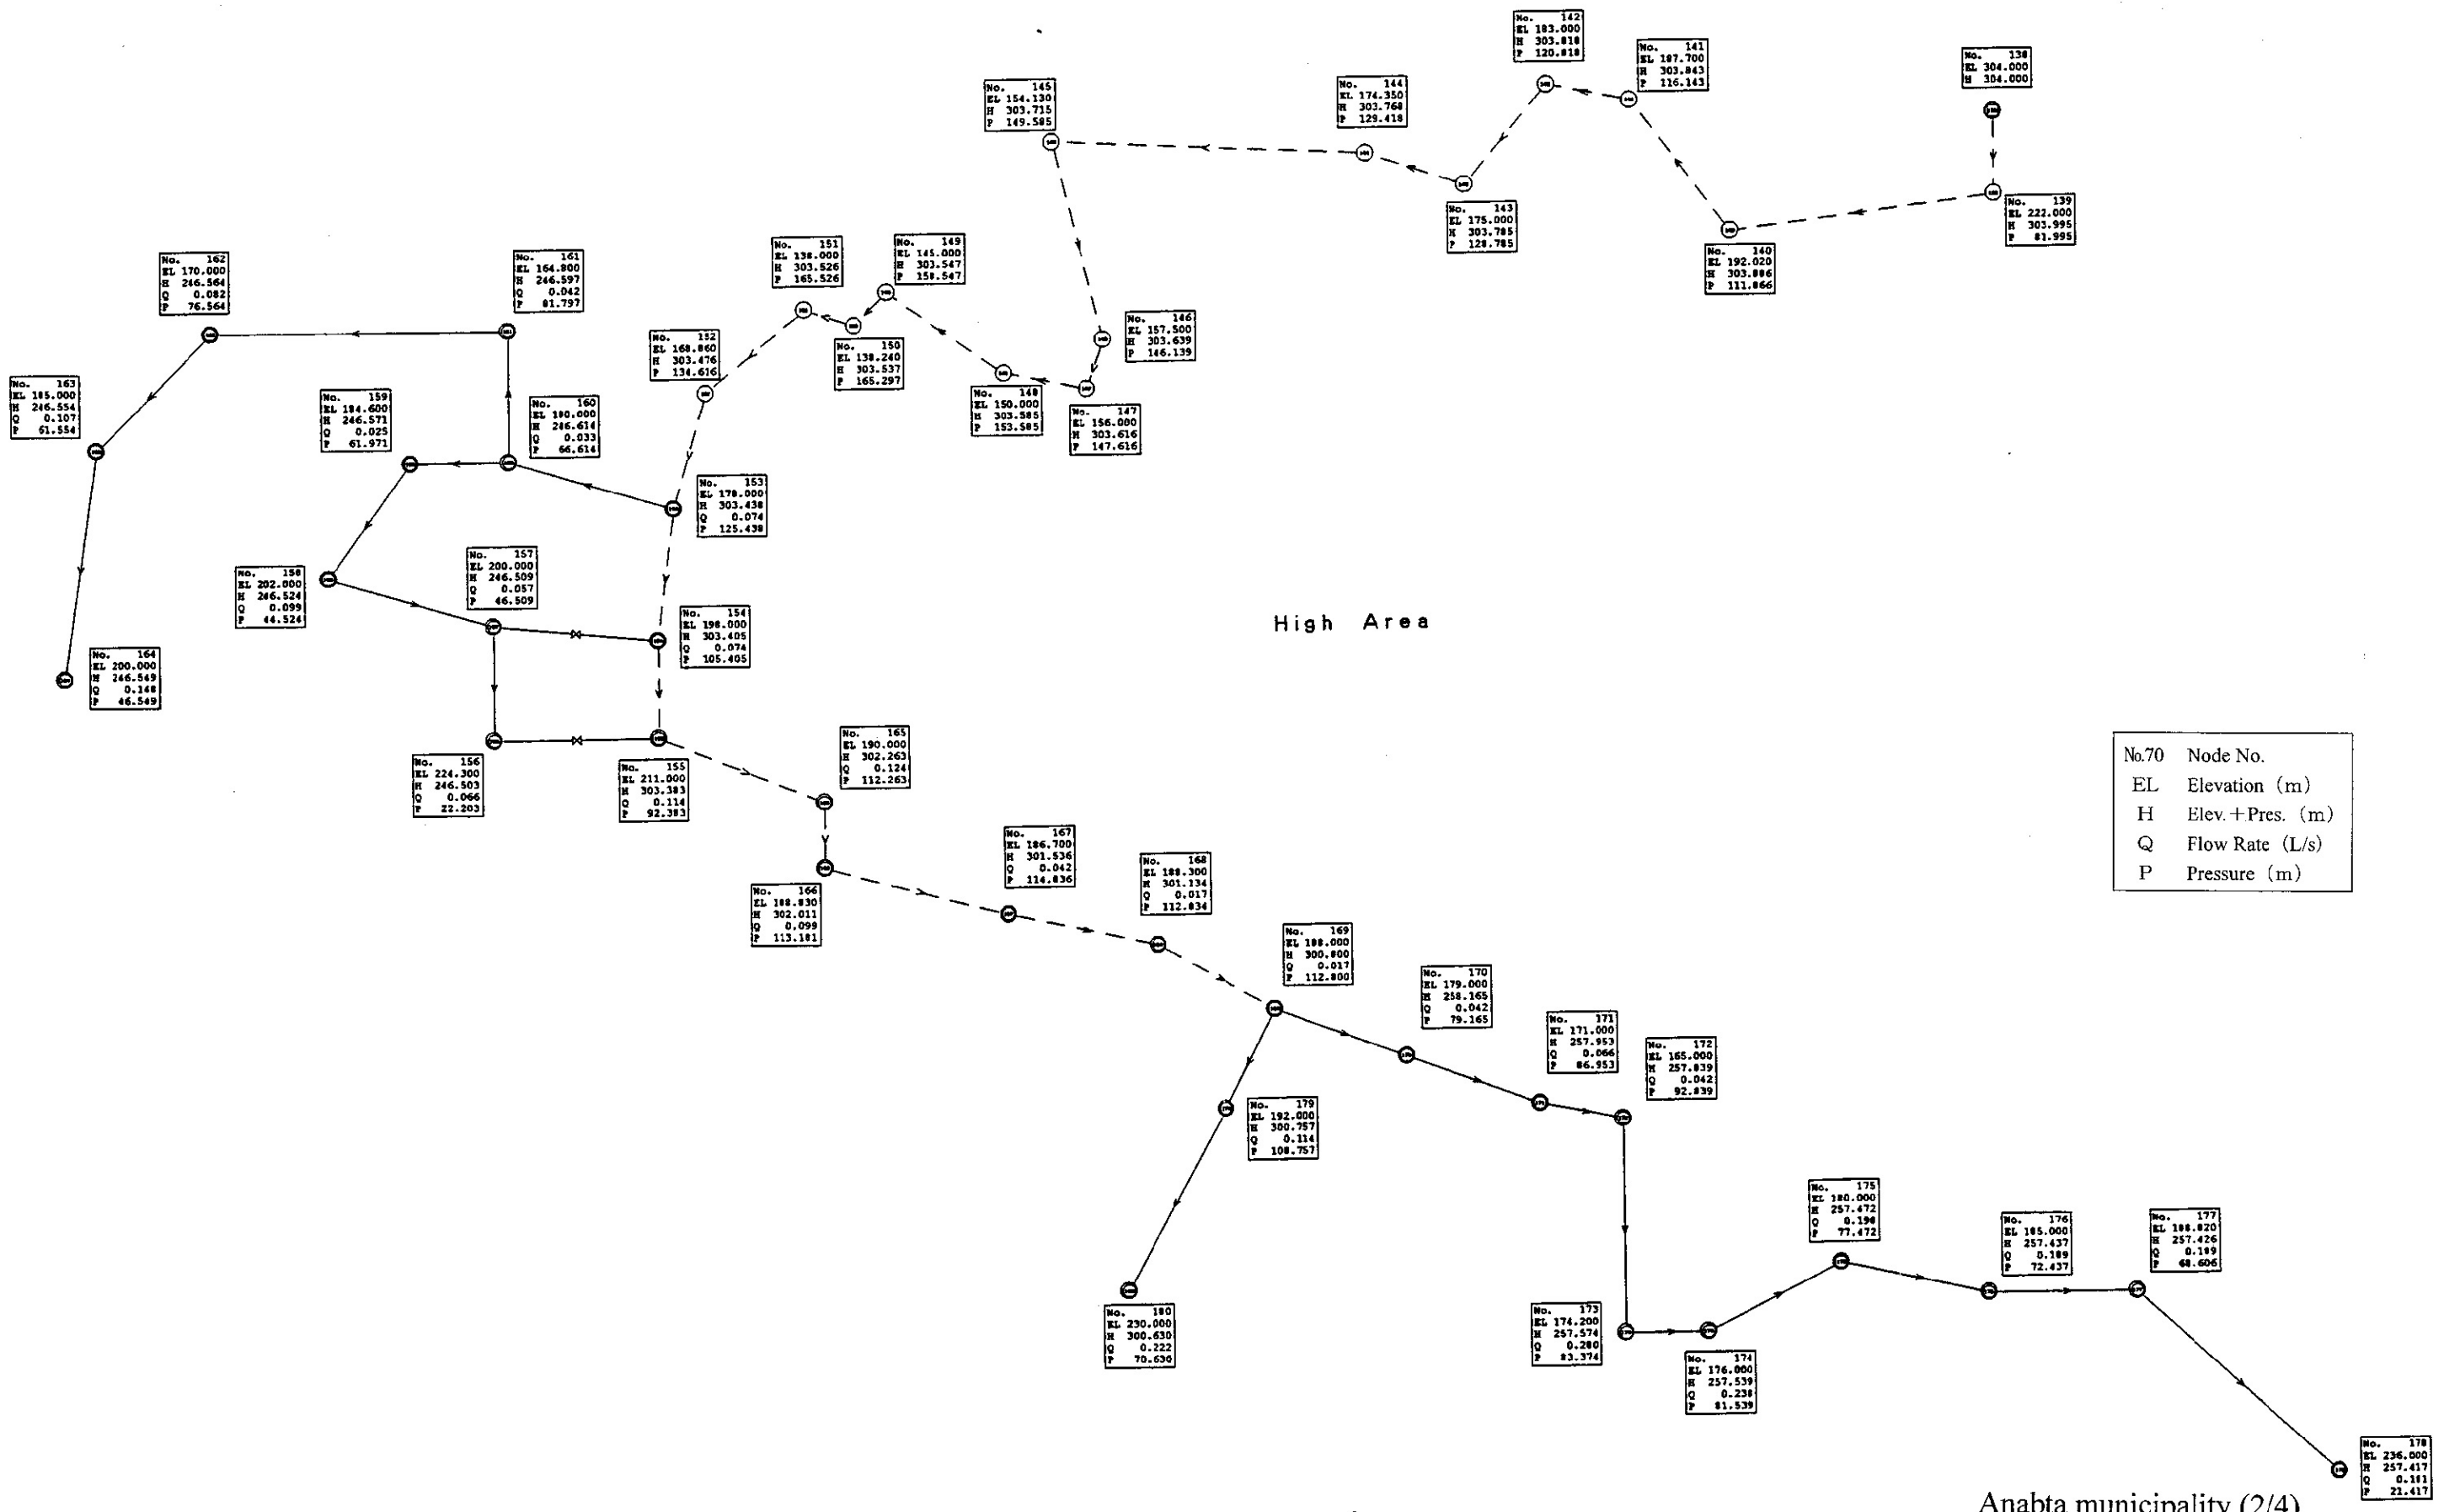 No. 142
EL 183.000
H 303.818
P 120.818
No. 141
EL 187.700
H 303.843
P 116.143
No. 138
EL 304.000
H 304.000
No. 145
EL 154.130
H 303.715
P 149.585
No. 144
EL 174.350
H 303.768
P 129.418
No. 143
EL 175.000
H 303.785
P 128.785
No. 139
EL 222.000
H 303.995
P 81.995
No. 140
EL 192.020
H 303.886
P 111.866
No. 162
EL 170.000
H 246.564
Q 0.082
P 76.564
No. 161
EL 164.800
H 246.597
Q 0.042
P 81.797
No. 151
EL 138.000
H 303.526
P 165.526
No. 149
EL 145.000
H 303.547
P 158.547
No. 152
EL 168.860
H 303.476
P 134.616
No. 150
EL 138.240
H 303.537
P 165.297
No. 146
EL 157.500
H 303.639
P 146.139
No. 148
EL 150.000
H 303.585
P 153.585
No. 147
EL 156.000
H 303.616
P 147.616
No. 163
EL 185.000
H 246.554
Q 0.107
P 61.554
No. 159
EL 184.600
H 246.571
Q 0.025
P 61.971
No. 160
EL 180.000
H 246.614
Q 0.033
P 66.614
No. 153
EL 178.000
H 303.438
Q 0.074
P 125.438
No. 158
EL 202.000
H 246.524
Q 0.099
P 44.524
No. 157
EL 200.000
H 246.509
Q 0.057
P 46.509
No. 154
EL 198.000
H 303.405
Q 0.074
P 105.405
High Area
No. 164
EL 200.000
H 246.549
Q 0.148
P 46.549
No. 156
EL 224.300
H 246.503
Q 0.066
P 22.203
No. 155
EL 211.000
H 303.383
Q 0.114
P 92.383
No. 165
EL 190.000
H 302.263
Q 0.124
P 112.263
№70 Node No.
EL Elevation (m)
H Elev.+Pres. (m)
Q Flow Rate (L/s)
P Pressure (m)
No. 166
EL 188.830
H 302.011
Q 0.099
P 113.181
No. 167
EL 186.700
H 301.536
Q 0.042
P 114.836
No. 168
EL 188.300
H 301.134
Q 0.017
P 112.834
No. 169
EL 188.000
H 300.800
Q 0.017
P 112.800
No. 170
EL 179.000
H 258.165
Q 0.042
P 79.165
No. 171
EL 171.000
H 257.953
Q 0.066
P 86.953
No. 172
EL 165.000
H 257.839
Q 0.042
P 92.839
No. 179
EL 192.000
H 300.757
Q 0.114
P 108.757
No. 175
EL 180.000
H 257.472
Q 0.198
P 77.472
No. 176
EL 185.000
H 257.437
Q 0.189
P 72.437
No. 177
EL 188.820
H 257.426
Q 0.189
P 68.606
No. 180
EL 230.000
H 300.630
Q 0.222
P 70.630
No. 173
EL 174.200
H 257.574
Q 0.280
P 83.374
No. 174
EL 176.000
H 257.539
Q 0.238
P 81.539
No. 178
EL 236.000
H 257.417
Q 0.181
P 21.417
Anabta municipality (2/4)